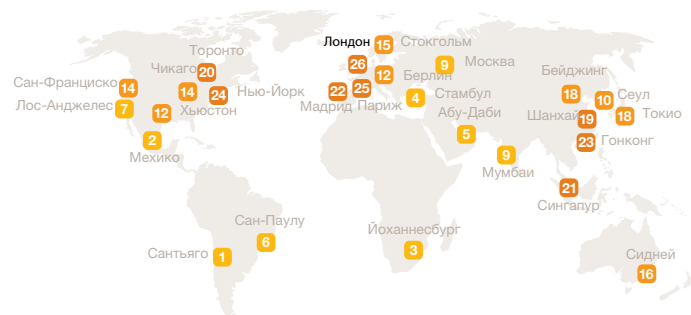 Торонто
Чикаго
20
Сан-Франциско
14
14
24
Нью-Йорк
Лос-Анджелес
7
12
Хьюстон
2
Мехико
Лондон
15
Стокгольм
26
9
Москва
12
Берлин
22
25
4
Стамбул
Мадрид
Париж
Абу-Даби
5
Бейджинг
18
10
Сеул
Шанхай
19
18
Токио
23
Гонконг
9
Мумбаи
21
Сингапур
Сан-Паулу
6
Сантьяго
1
Йоханнесбург
3
Сидней
16